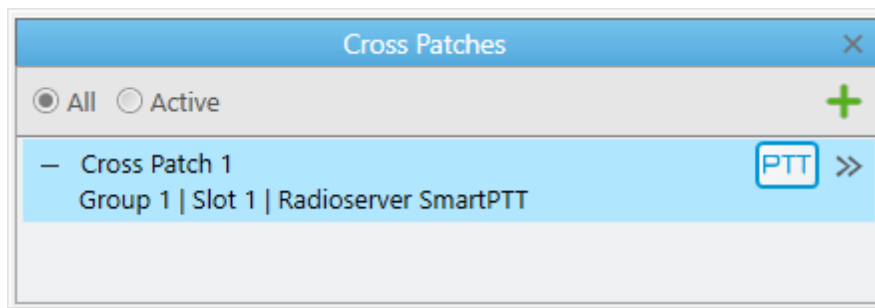 Cross Patches
All Active
Cross Patch 1 PTT
Group 1 | Slot 1 | Radioserver SmartPTT